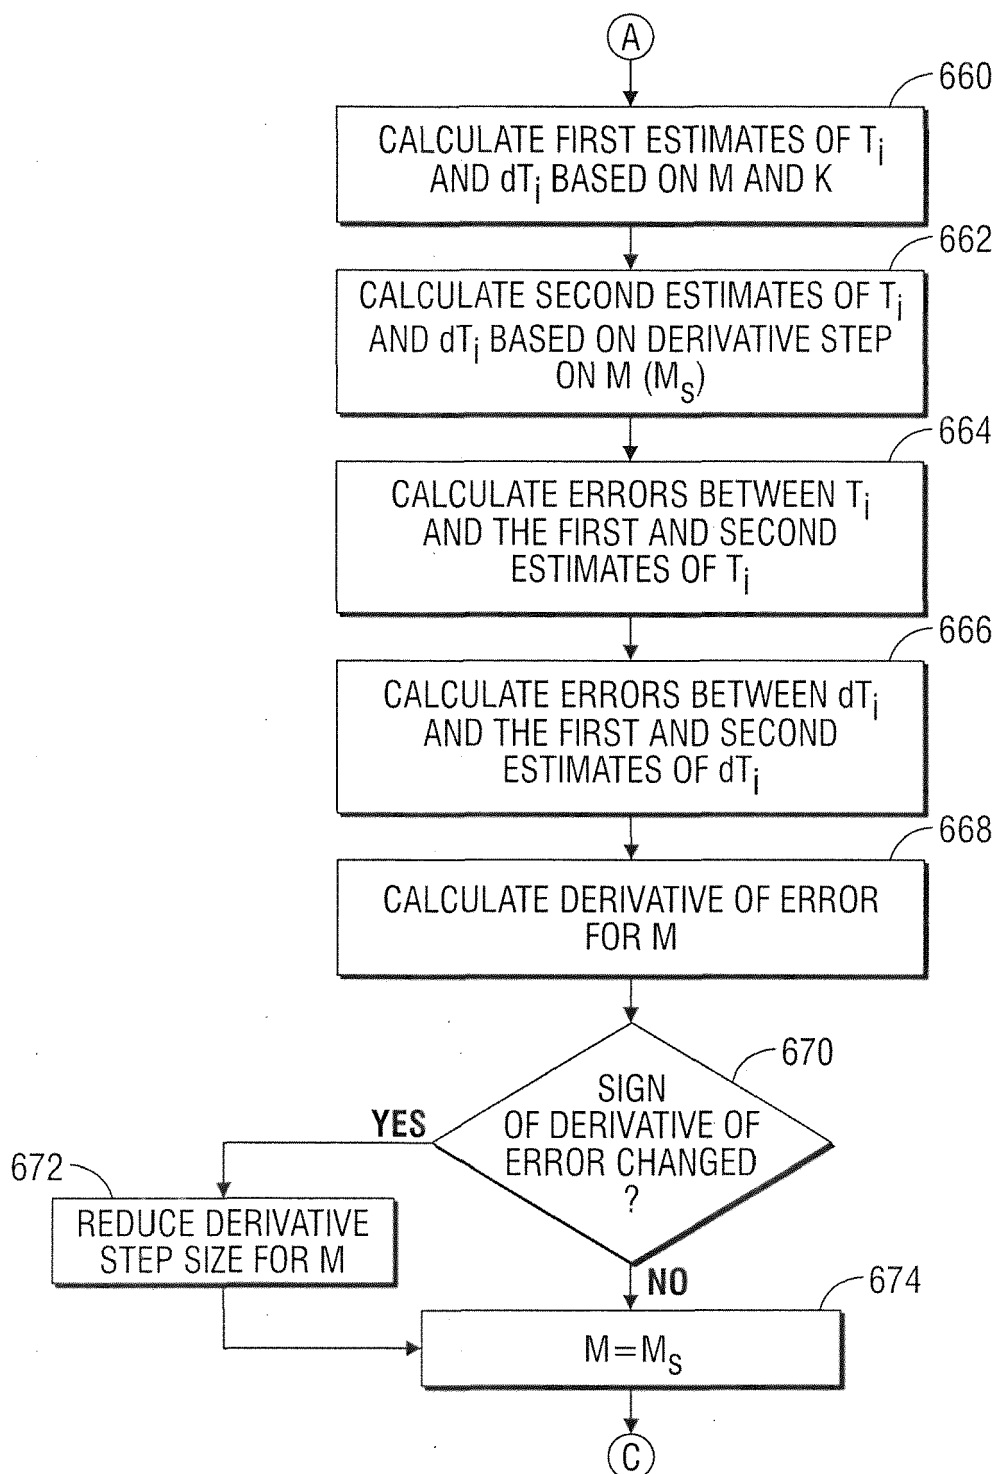 A
660
CALCULATE FIRST ESTIMATES OF Ti
AND dTi BASED ON M AND K
662
CALCULATE SECOND ESTIMATES OF Ti
AND dTi BASED ON DERIVATIVE STEP
ON M (MS)
664
CALCULATE ERRORS BETWEEN Ti
AND THE FIRST AND SECOND
ESTIMATES OF Ti
666
CALCULATE ERRORS BETWEEN dTi
AND THE FIRST AND SECOND
ESTIMATES OF dTi
668
CALCULATE DERIVATIVE OF ERROR
FOR M
670
SIGN
OF DERIVATIVE OF
ERROR CHANGED
?
YES
672
REDUCE DERIVATIVE
STEP SIZE FOR M
NO
674
M=MS
C